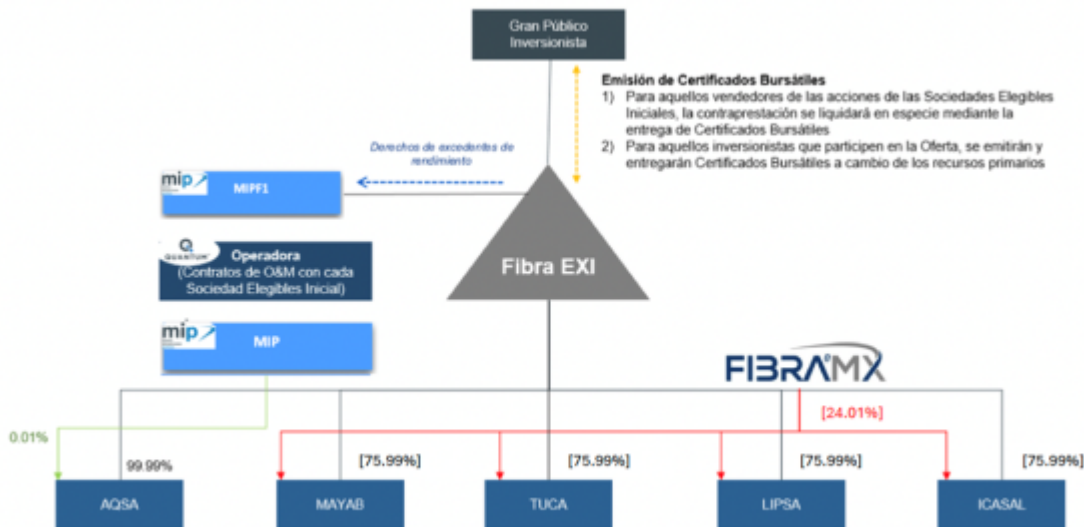 Gran Público
Inversionista
Emisión de Certificados Bursátiles
1) Para aquellos vendedores de las acciones de las Sociedades Elegibles
Iniciales, la contraprestación se liquidará en especie mediante la
entrega de Certificados Bursátiles
2) Para aquellos inversionistas que participen en la Oferta, se emitirán y
entregarán Certificados Bursátiles a cambio de los recursos primarios
Derechos de excedentes de
rendimiento
mip
MIPF1
QUANTUM
Operadora
(Contratos de O&M con cada
Sociedad Elegibles Inicial)
Fibra EXI
mip
MIP
FIBRAeMX
[24.01%]
0.01%
99.99%
[75.99%]
[75.99%]
[75.99%]
[75.99%]
AQSA
MAYAB
TUCA
LIPSA
ICASAL